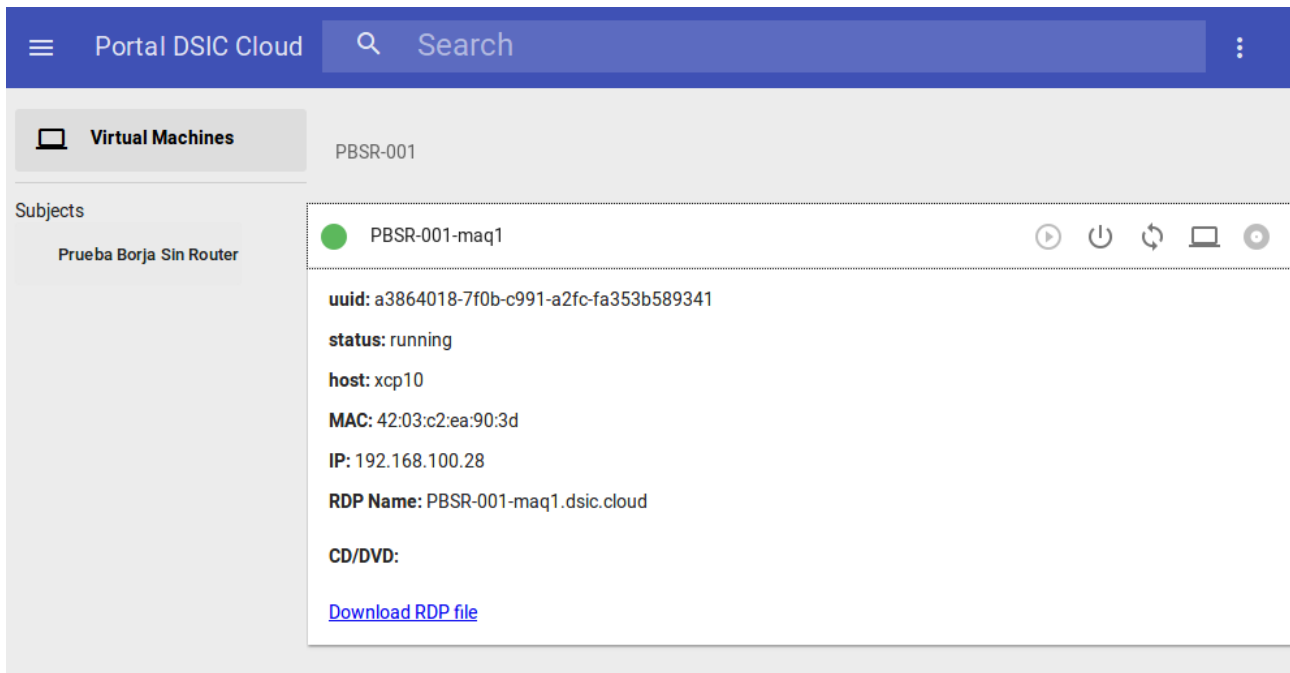 Portal DSIC Cloud
Search
Virtual Machines
PBSR-001
Subjects
Prueba Borja Sin Router
PBSR-001-maq1
uuid: a3864018-7f0b-c991-a2fc-fa353b589341
status: running
host: xcp10
MAC: 42:03:c2:ea:90:3d
IP: 192.168.100.28
RDP Name: PBSR-001-maq1.dsic.cloud
CD/DVD:
Download RDP file